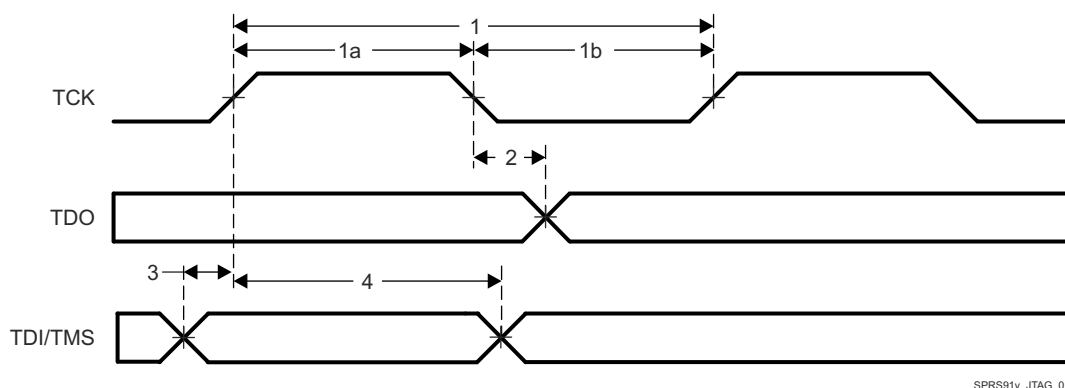 1
1a
1b
TCK
2
TDO
3
4
TDI/TMS
SPRS91v_JTAG_0